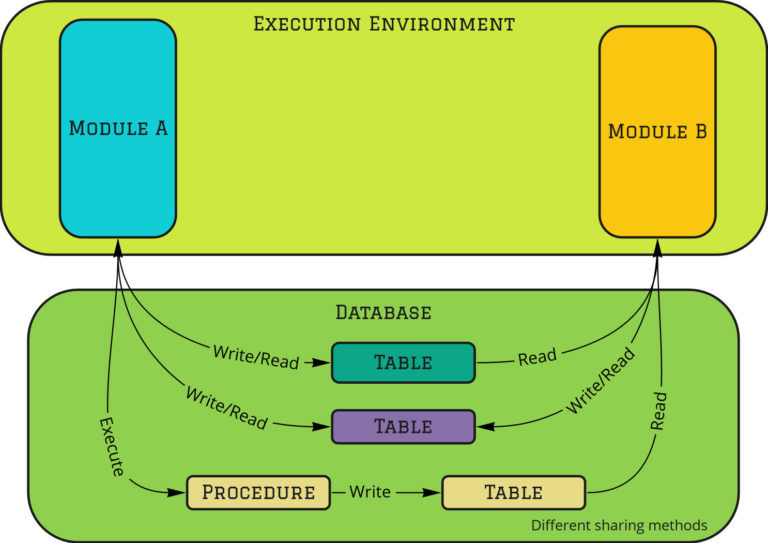 Execution Environment
Module A
Module B
Database
Write/Read
Table
Read
Write/Read
Table
Write/Read
Execute
Procedure
Write
Table
Read
Different sharing methods